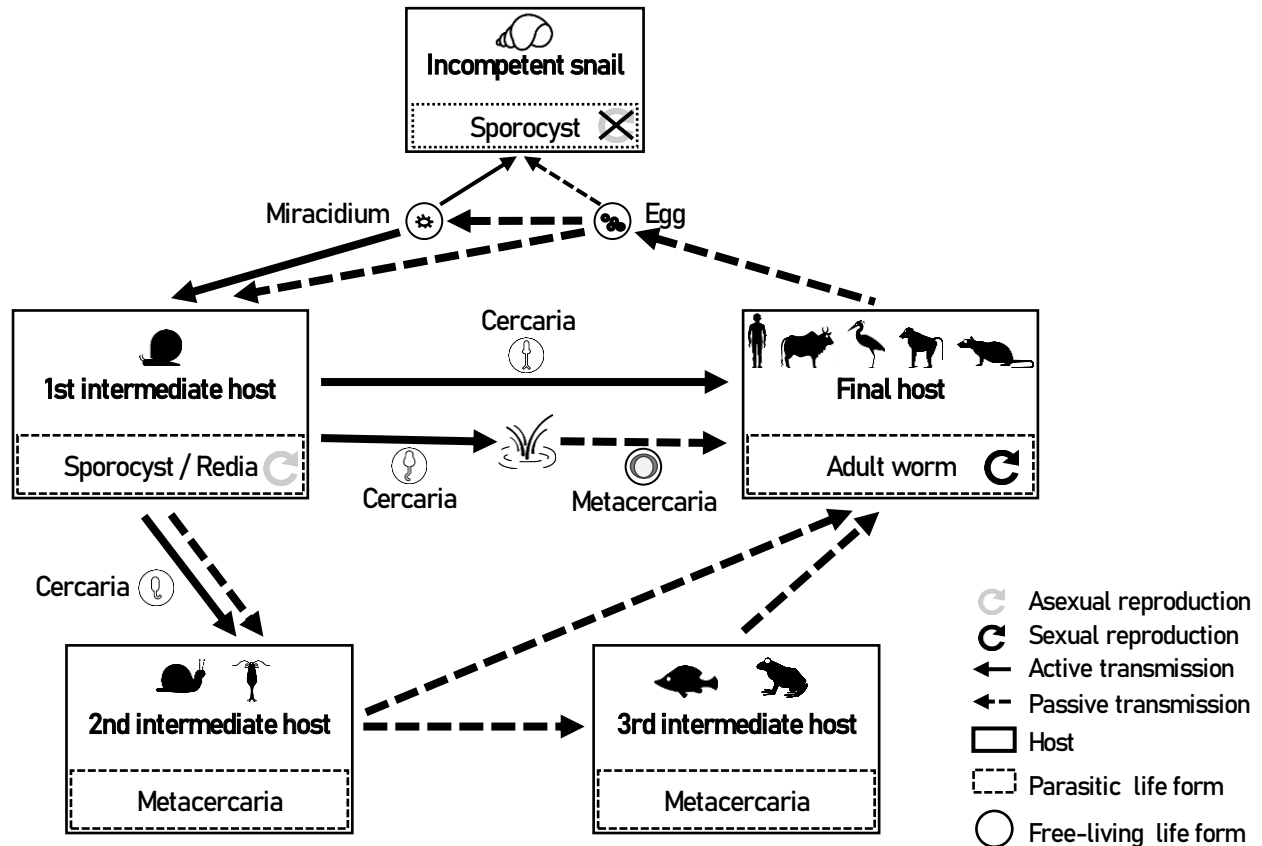 Incompetent snail
Sporocyst
Miracidium
Egg
Cercaria
1st intermediate host
Final host
Sporocyst / Redia
Adult worm
Cercaria
Metacercaria
Cercaria
2nd intermediate host
3rd intermediate host
Metacercaria
Metacercaria
Asexual reproduction
Sexual reproduction
Active transmission
Passive transmission
Host
Parasitic life form
Free-living life form